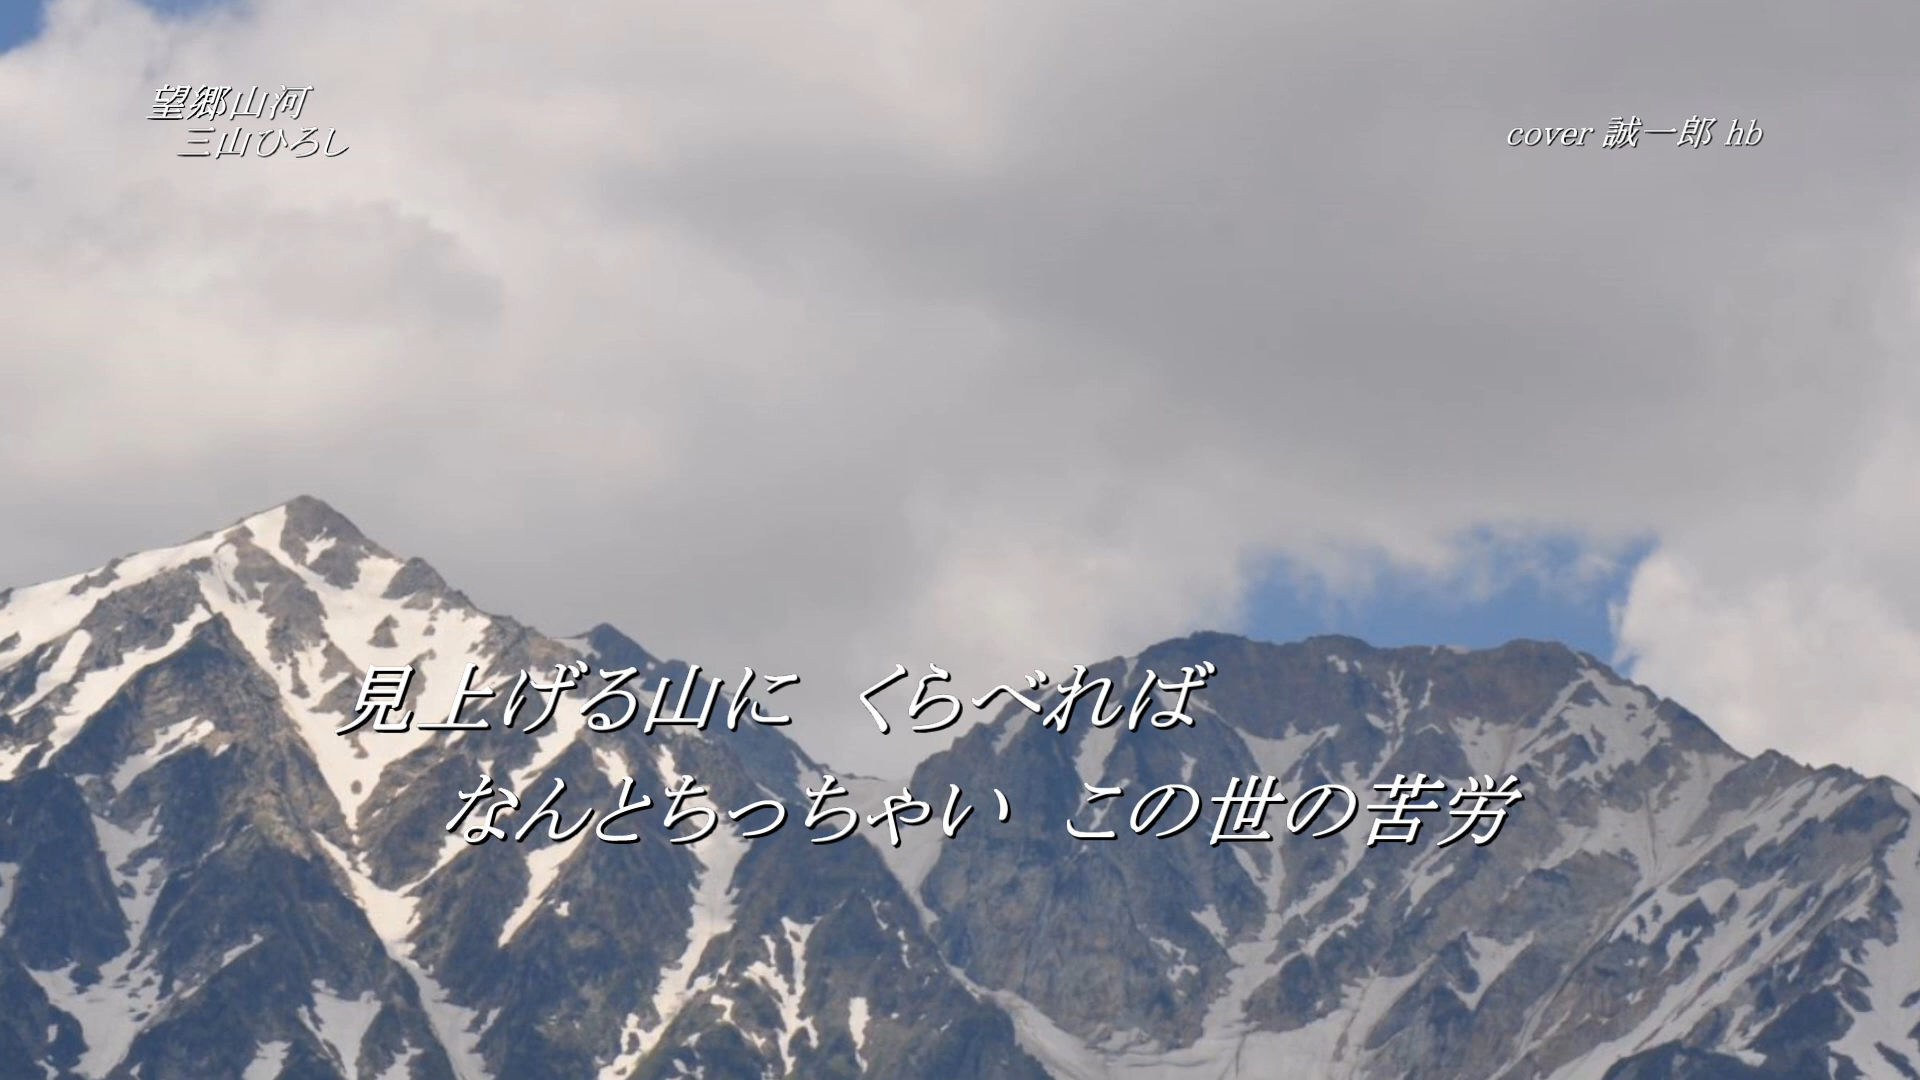 望郷山河
三山ひろし
cover 誠一郎 hb
見上げる山に　くらべれば
なんとちっちゃい　この世の苦労